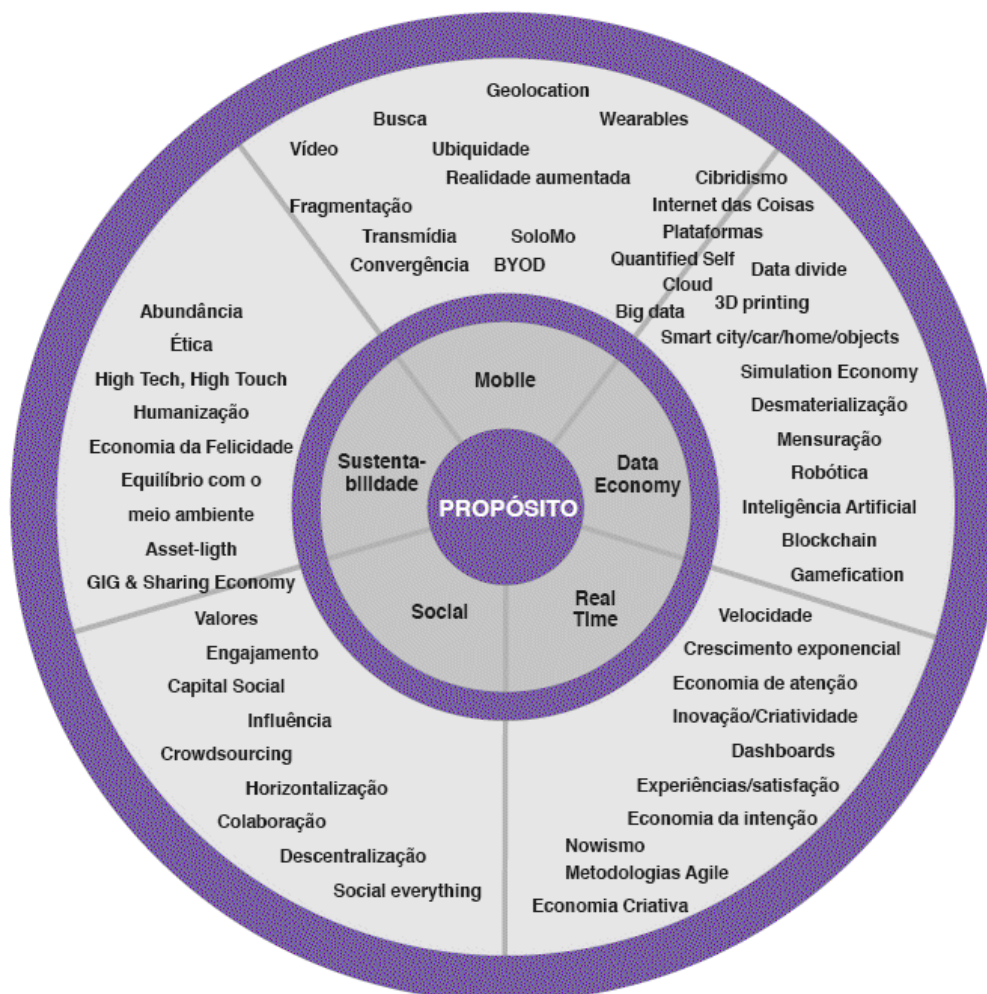 Geolocation
Busca
Wearables
Vídeo
Ubiquidade
Realidade aumentada
Fragmentação
Transmídia
SoloMo
Convergência
BYOD
Cibridismo
Internet das Coisas
Plataformas
Quantified Self
Data divide
Cloud
3D printing
Big data
Smart city/car/home/objects
Simulation Economy
Desmaterialização
Mensuração
Robótica
Inteligência Artificial
Blockchain
Gamefication
Abundância
Ética
High Tech, High Touch
Humanização
Economia da Felicidade
Equilíbrio com o
meio ambiente
Asset-ligth
GIG & Sharing Economy
Mobile
Sustenta-
bilidade
Data
Economy
PROPÓSITO
Social
Real
Time
Valores
Engajamento
Capital Social
Influência
Crowdsourcing
Horizontalização
Colaboração
Descentralização
Social everything
Velocidade
Crescimento exponencial
Economia de atenção
Inovação/Criatividade
Dashboards
Experiências/satisfação
Economia da intenção
Nowismo
Metodologias Agile
Economia Criativa